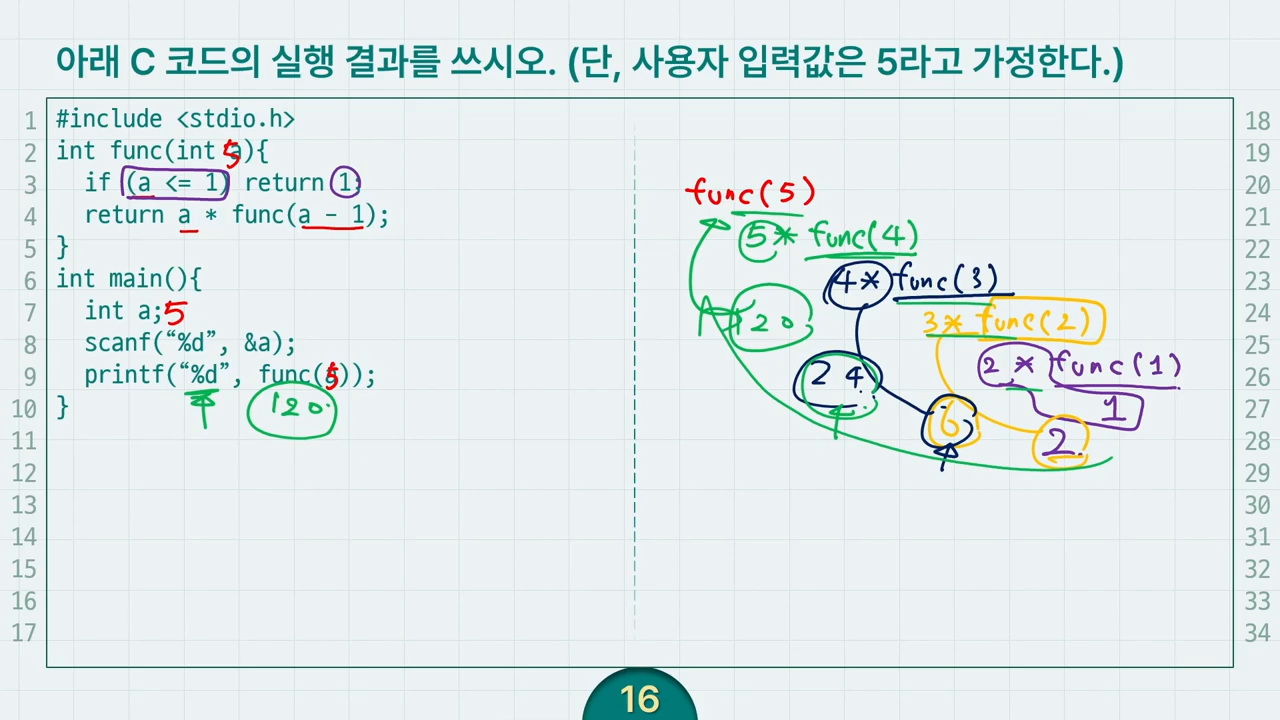 아래 C 코드의 실행 결과를 쓰시오. (단, 사용자 입력값은 5라고 가정한다.)
1 #include <stdio.h>
2 int func(int a){ 5
3 if (a <= 1) return 1;
4 return a * func(a - 1);
5 }
6 int main(){
7 int a; 5
8 scanf(“%d”, &a);
9 printf(“%d”, func(a)); 5
10 }
120
11
12
13
14
15
16
17
18
19
20
func(5)
21
22
5* func(4)
23
4* func(3)
24
120
3* func(2)
25
26
2 * func(1)
24
27
1
6
28
2
29
30
31
32
33
34
16